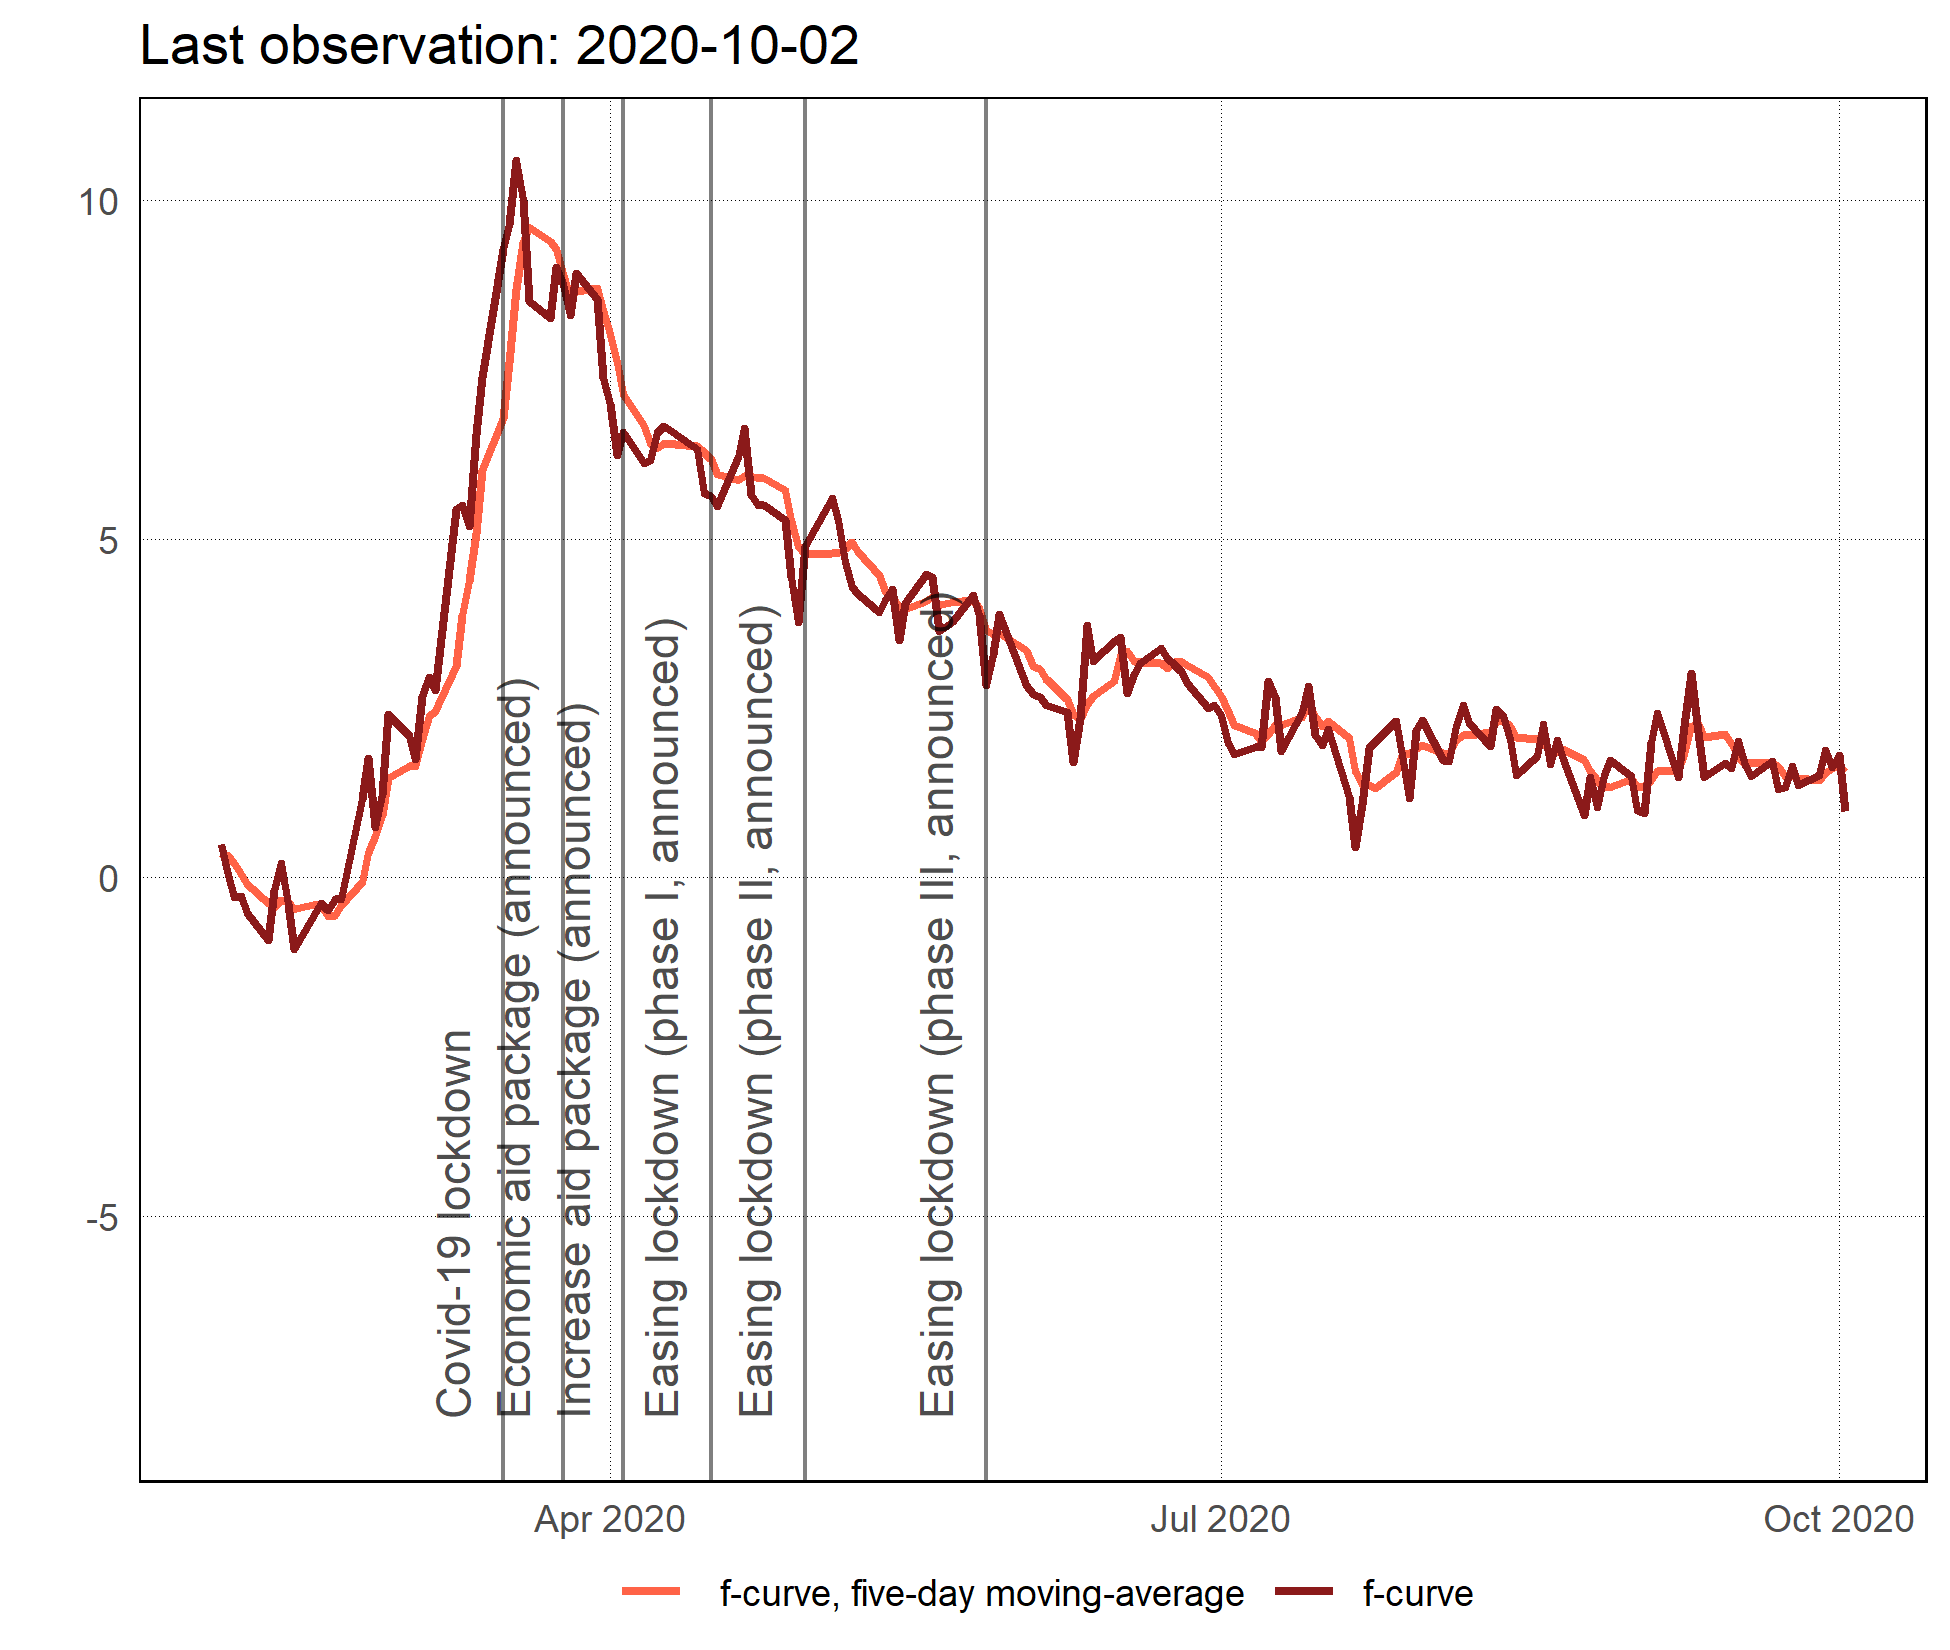 Last observation: 2020-10-02
10
5
0
-5
Covid-19 lockdown
Economic aid package (announced)
Increase aid package (announced)
Easing lockdown (phase I, announced)
Easing lockdown (phase II, announced)
Easing lockdown (phase III, announced)
Apr 2020
Jul 2020
Oct 2020
f-curve, five-day moving-average
f-curve